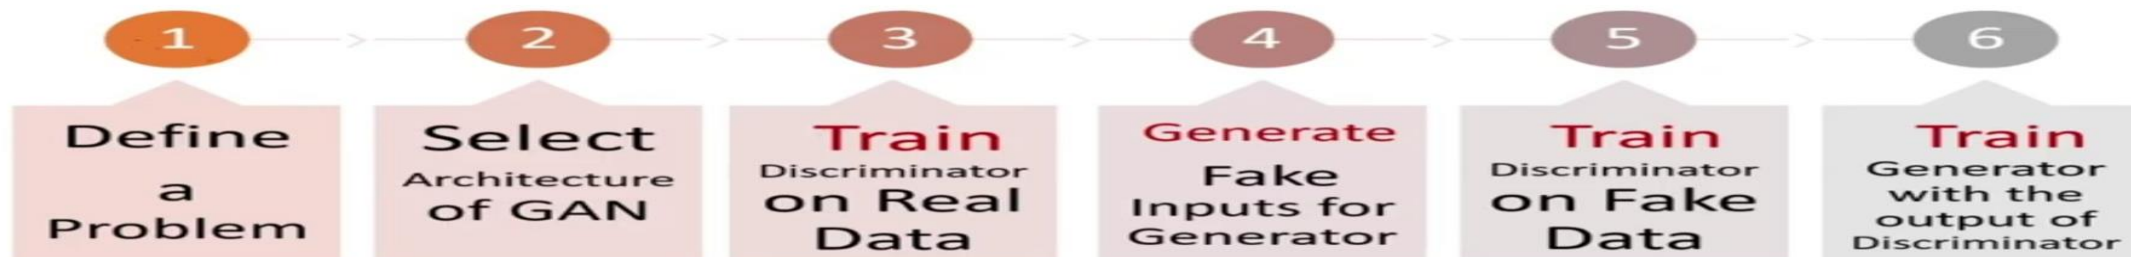 1
2
3
4
5
6
Define
a
Problem
Select
Architecture
of GAN
Train
Discriminator
on Real
Data
Generate
Fake
Inputs for
Generator
Train
Discriminator
on Fake
Data
Train
Generator
with the
output of
Discriminator